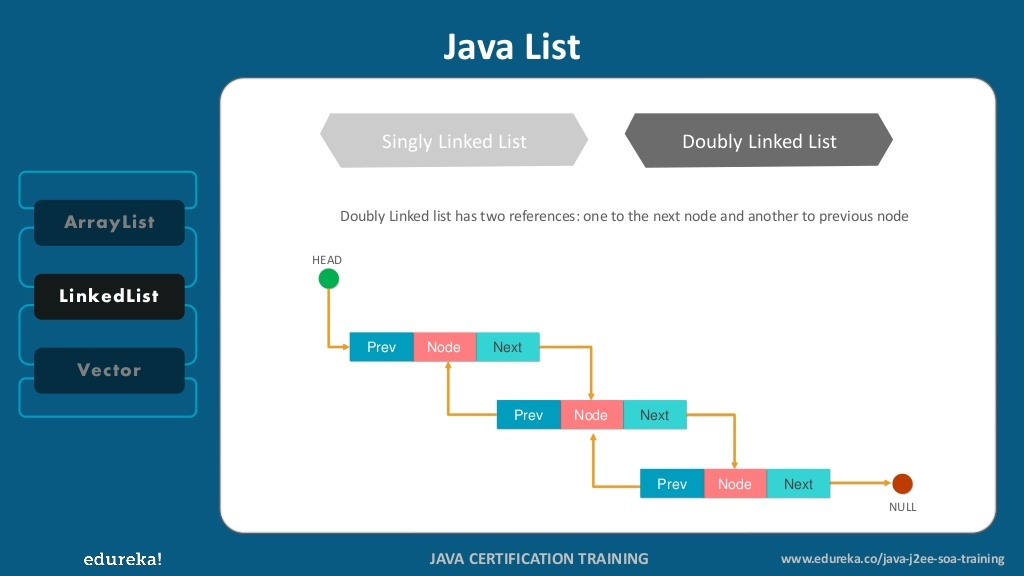 Java List
ArrayList
LinkedList
Vector
Singly Linked List
Doubly Linked List
Doubly Linked list has two references: one to the next node and another to previous node
HEAD
Prev Node Next
Prev Node Next
Prev Node Next
NULL
edureka!
JAVA CERTIFICATION TRAINING
www.edureka.co/java-j2ee-soa-training